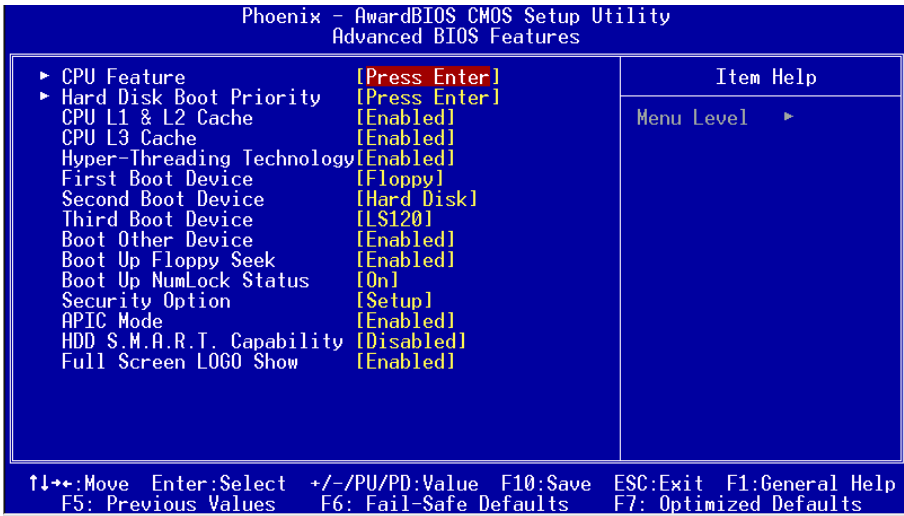 Phoenix - AwardBIOS CMOS Setup Utility
Advanced BIOS Features
► CPU Feature [Press Enter]
► Hard Disk Boot Priority [Press Enter]
CPU L1 & L2 Cache [Enabled]
CPU L3 Cache [Enabled]
Hyper-Threading Technology[Enabled]
First Boot Device [Floppy]
Second Boot Device [Hard Disk]
Third Boot Device [LS120]
Boot Other Device [Enabled]
Boot Up Floppy Seek [Enabled]
Boot Up NumLock Status [On]
Security Option [Setup]
APIC Mode [Enabled]
HDD S.M.A.R.T. Capability [Disabled]
Full Screen LOGO Show [Enabled]
Item Help
Menu Level ►
↑↓→←:Move Enter:Select +/-/PU/PD:Value F10:Save ESC:Exit F1:General Help
F5: Previous Values F6: Fail-Safe Defaults F7: Optimized Defaults